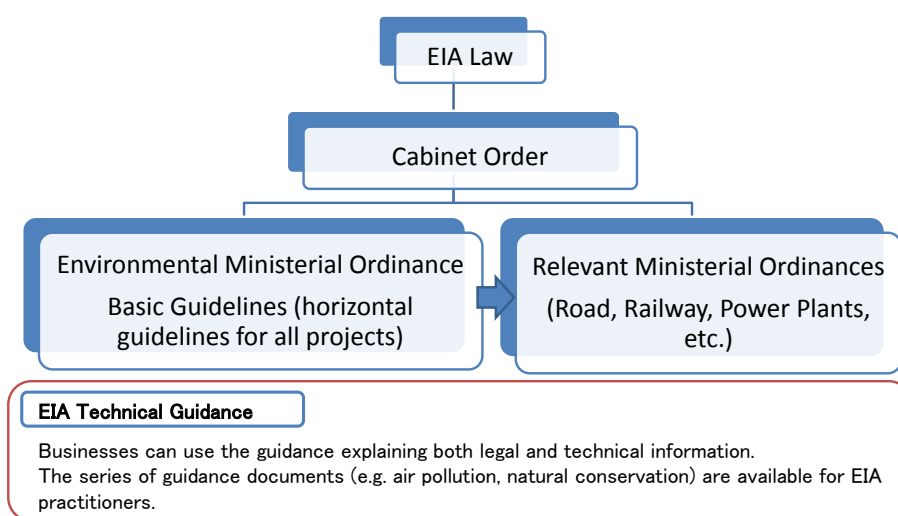 EIA Law
Cabinet Order
Environmental Ministerial Ordinance
Basic Guidelines (horizontal
guidelines for all projects)
Relevant Ministerial Ordinances
(Road, Railway, Power Plants,
etc.)
EIA Technical Guidance
Businesses can use the guidance explaining both legal and technical information.
The series of guidance documents (e.g. air pollution, natural conservation) are available for EIA
practitioners.